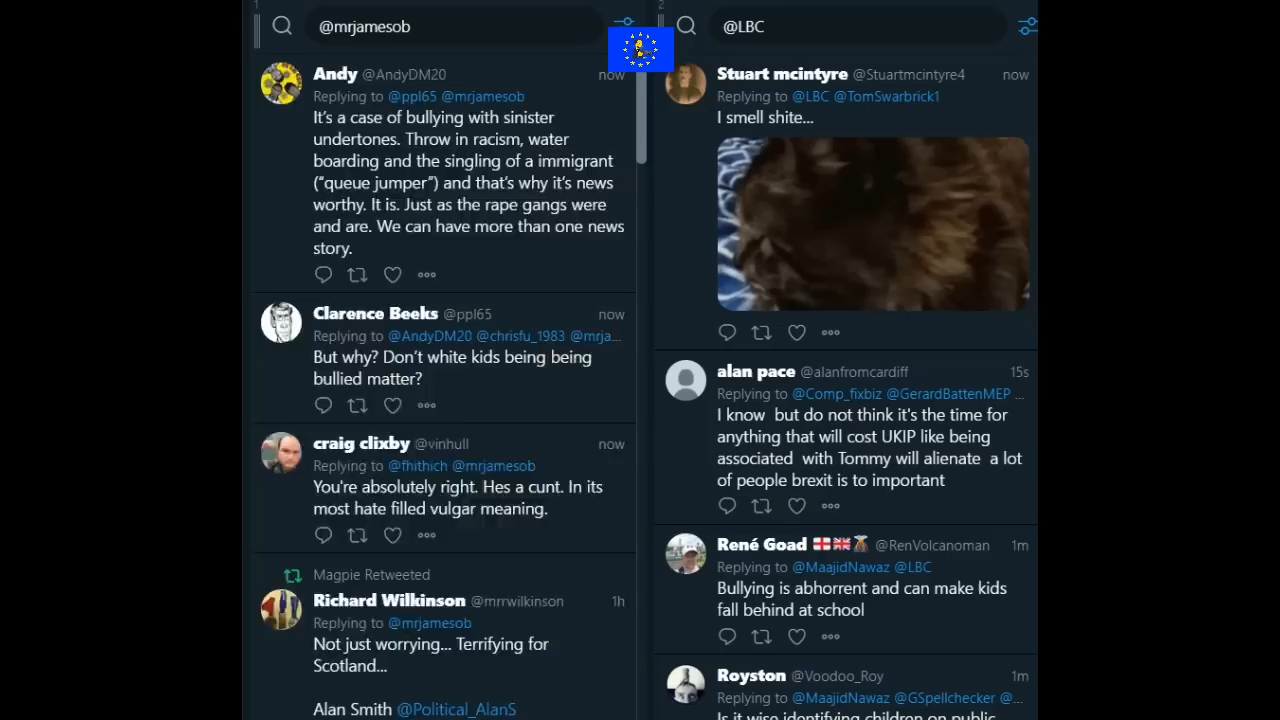 1
@mrjamesob
Andy @AndyDM20 now
Replying to @ppl65 @mrjamesob
It's a case of bullying with sinister
undertones. Throw in racism, water
boarding and the singling of a immigrant
("queue jumper") and that's why it's news
worthy. It is. Just as the rape gangs were
and are. We can have more than one news
story.
Clarence Beeks @ppl65 now
Replying to @AndyDM20 @chrisfu_1983 @mrja...
But why? Don't white kids being being
bullied matter?
craig clixby @vinhull now
Replying to @fhithich @mrjamesob
You're absolutely right. Hes a cunt. In its
most hate filled vulgar meaning.
Magpie Retweeted
Richard Wilkinson @mrrwilkinson 1h
Replying to @mrjamesob
Not just worrying... Terrifying for
Scotland...
Alan Smith @Political_AlanS
2
@LBC
Stuart mcintyre @Stuartmcintyre4 now
Replying to @LBC @TomSwarbrick1
I smell shite...
alan pace @alanfromcardiff 15s
Replying to @Comp_fixbiz @GerardBattenMEP ...
I know but do not think it's the time for
anything that will cost UKIP like being
associated with Tommy will alienate a lot
of people brexit is to important
René Goad 🏴󠁧󠁢󠁥󠁮󠁧󠁿🇬🇧🌋 @RenVolcanoman 1m
Replying to @MaajidNawaz @LBC
Bullying is abhorrent and can make kids
fall behind at school
Royston @Voodoo_Roy 1m
Replying to @MaajidNawaz @GSpellchecker @...
Is it wise identifying children on public